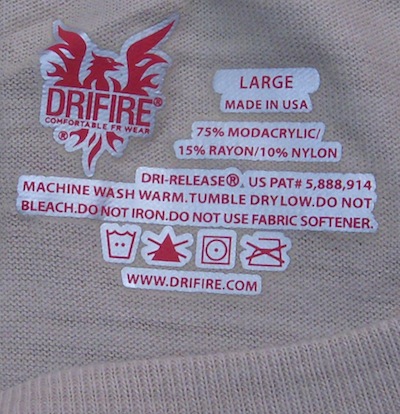 DRIFIRE®
COMFORTABLE FR WEAR
®
LARGE
MADE IN USA
75% MODACRYLIC/
15% RAYON/10% NYLON
DRI-RELEASE®. US PAT# 5,888,914
MACHINE WASH WARM.TUMBLE DRY LOW.DO NOT
BLEACH.DO NOT IRON.DO NOT USE FABRIC SOFTENER.
WWW.DRIFIRE.COM